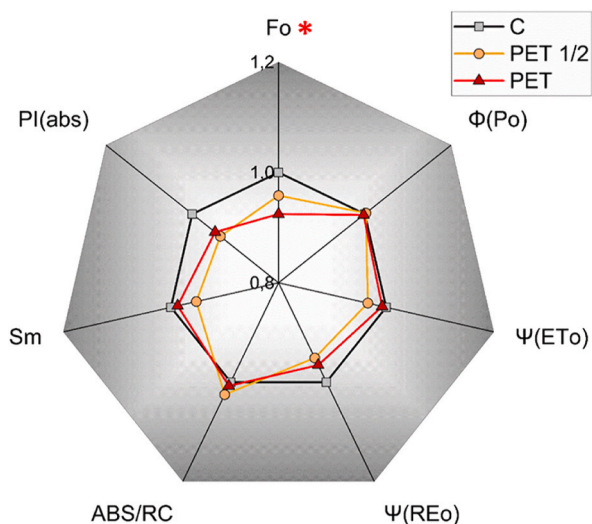 Fo *
C
PET 1/2
PET
1,2
PI(abs)
Φ(Po)
1,0
0,8
Sm
Ψ(ETo)
ABS/RC
Ψ(REo)